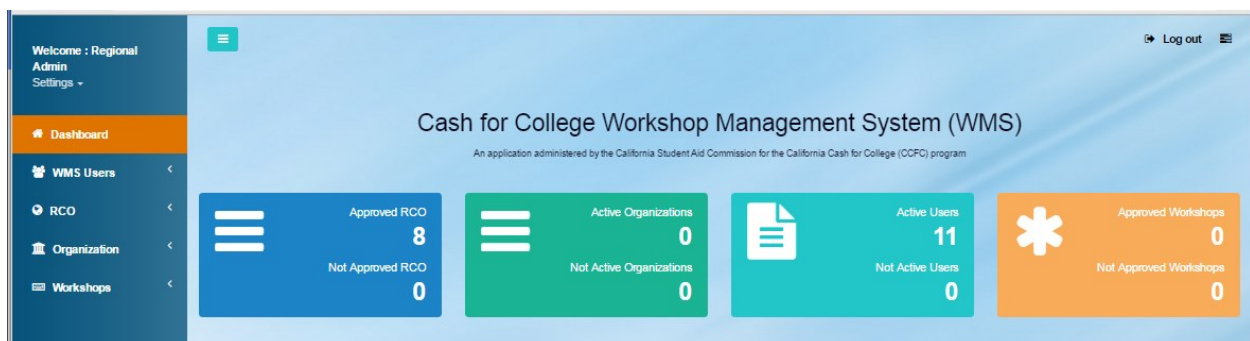 Welcome : Regional
Admin
Settings
Dashboard
WMS Users
RCO
Organization
Workshops
Log out
Cash for College Workshop Management System (WMS)
An application administered by the California Student Aid Commission for the California Cash for College (CCFC) program
Approved RCO
8
Not Approved RCO
0
Active Organizations
0
Not Active Organizations
0
Active Users
11
Not Active Users
0
Approved Workshops
0
Not Approved Workshops
0